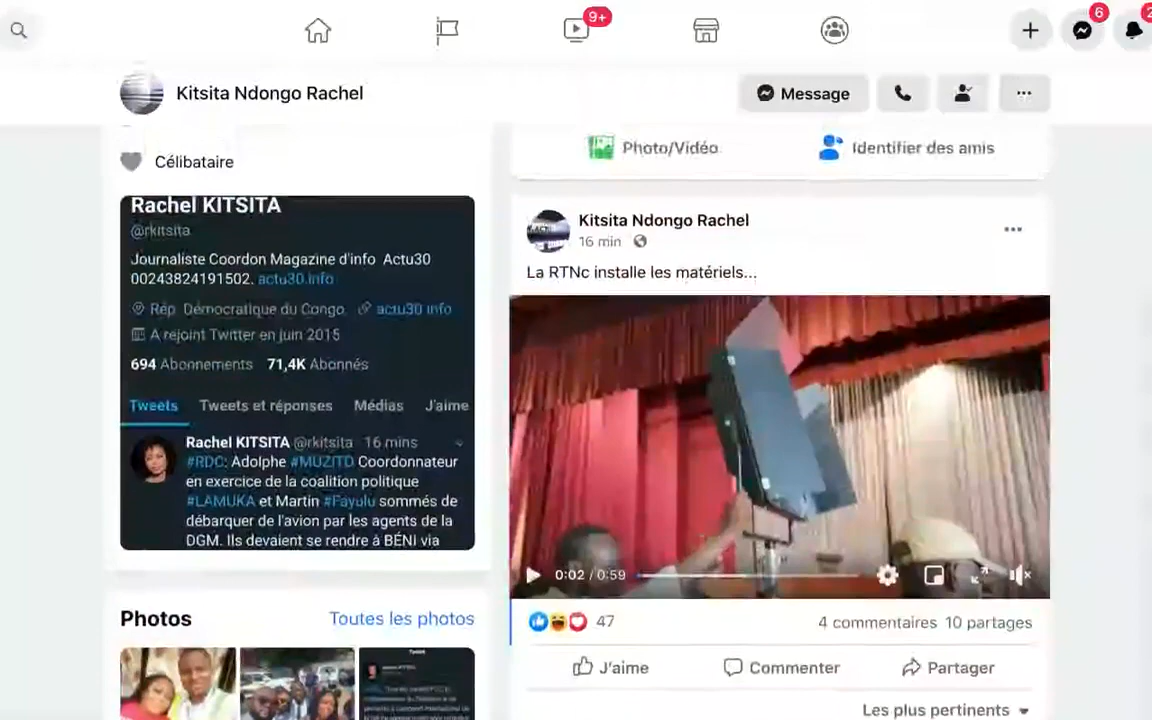 9+
6
2
Kitsita Ndongo Rachel
Message
Célibataire
Rachel KITSITA
@rkitsita
Journaliste Coordon Magazine d'info Actu30
00243824191502. actu30.info
Rép Démocratique du Congo actu30 info
A rejoint Twitter en juin 2015
694 Abonnements 71,4K Abonnés
Tweets Tweets et réponses Médias J'aime
Rachel KITSITA @rkitsita 16 mins
#RDC: Adolphe #MUZITO Coordonnateur
en exercice de la coalition politique
#LAMUKA et Martin #Fayulu sommés de
débarquer de l'avion par les agents de la
DGM. Ils devaient se rendre à BÉNI via
Photos Toutes les photos
Photo/Vidéo Identifier des amis
Kitsita Ndongo Rachel
16 min
La RTNc installe les matériels...
0:02 / 0:59
47 4 commentaires 10 partages
J'aime Commenter Partager
Les plus pertinents